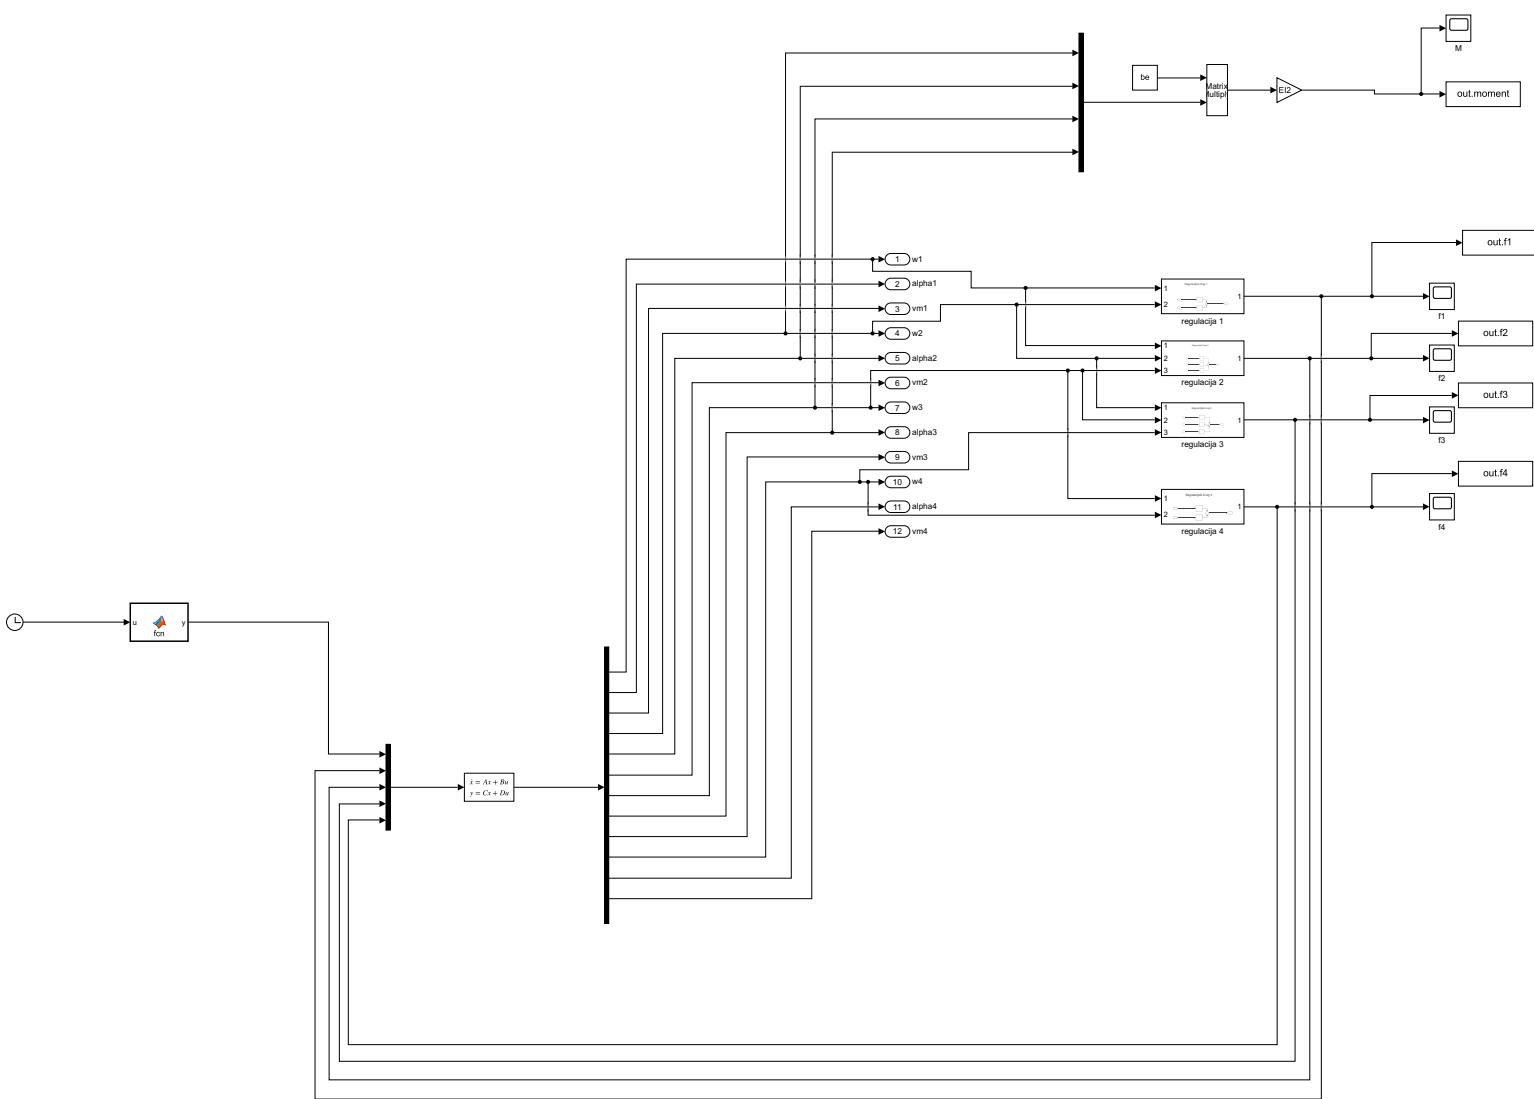 M
be
Matrix
Multiply
EI2
out.moment
out.f1
1 w1
2 alpha1
3 vm1
4 w2
5 alpha2
6 vm2
7 w3
8 alpha3
9 vm3
10 w4
11 alpha4
12 vm4
1
2
1
regulacija 1
f1
out.f2
1
2
3
1
regulacija 2
f2
out.f3
1
2
3
1
regulacija 3
f3
out.f4
1
2
1
regulacija 4
f4
u
y
fcn
ẋ = Ax + Bu
y = Cx + Du